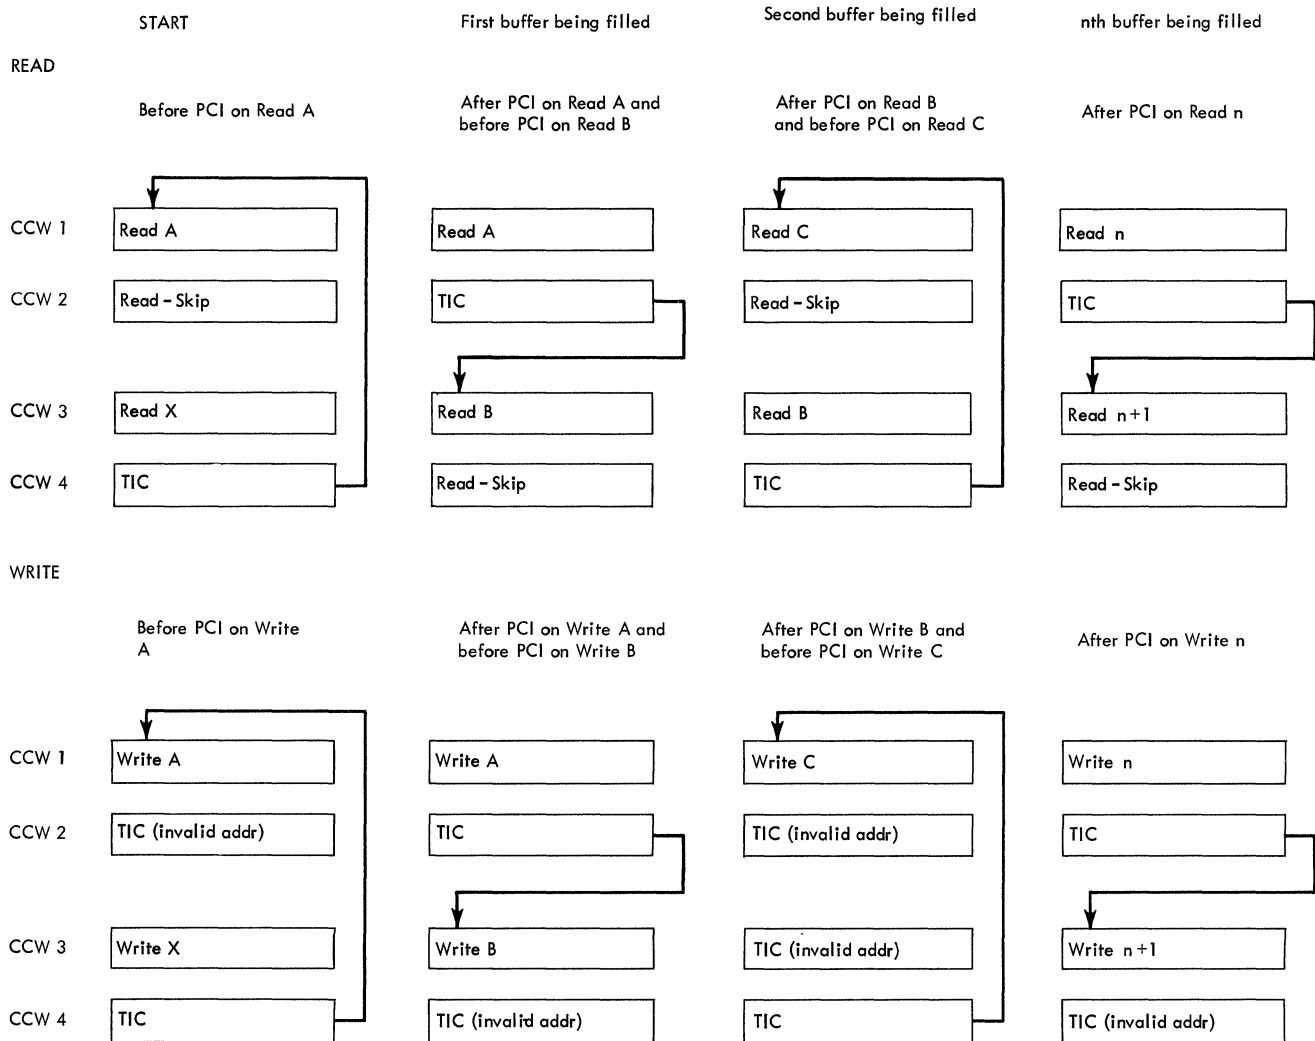 START First buffer being filled Second buffer being filled nth buffer being filled
READ
Before PCI on Read A
After PCI on Read A and
before PCI on Read B
After PCI on Read B
and before PCI on Read C
After PCI on Read n
CCW 1 Read A Read A Read C Read n
CCW 2 Read - Skip TIC Read - Skip TIC
CCW 3 Read X Read B Read B Read n+1
CCW 4 TIC Read - Skip TIC Read - Skip
WRITE
Before PCI on Write
A
After PCI on Write A and
before PCI on Write B
After PCI on Write B and
before PCI on Write C
After PCI on Write n
CCW 1 Write A Write A Write C Write n
CCW 2 TIC (invalid addr) TIC TIC (invalid addr) TIC
CCW 3 Write X Write B TIC (invalid addr) Write n+1
CCW 4 TIC TIC (invalid addr) TIC TIC (invalid addr)